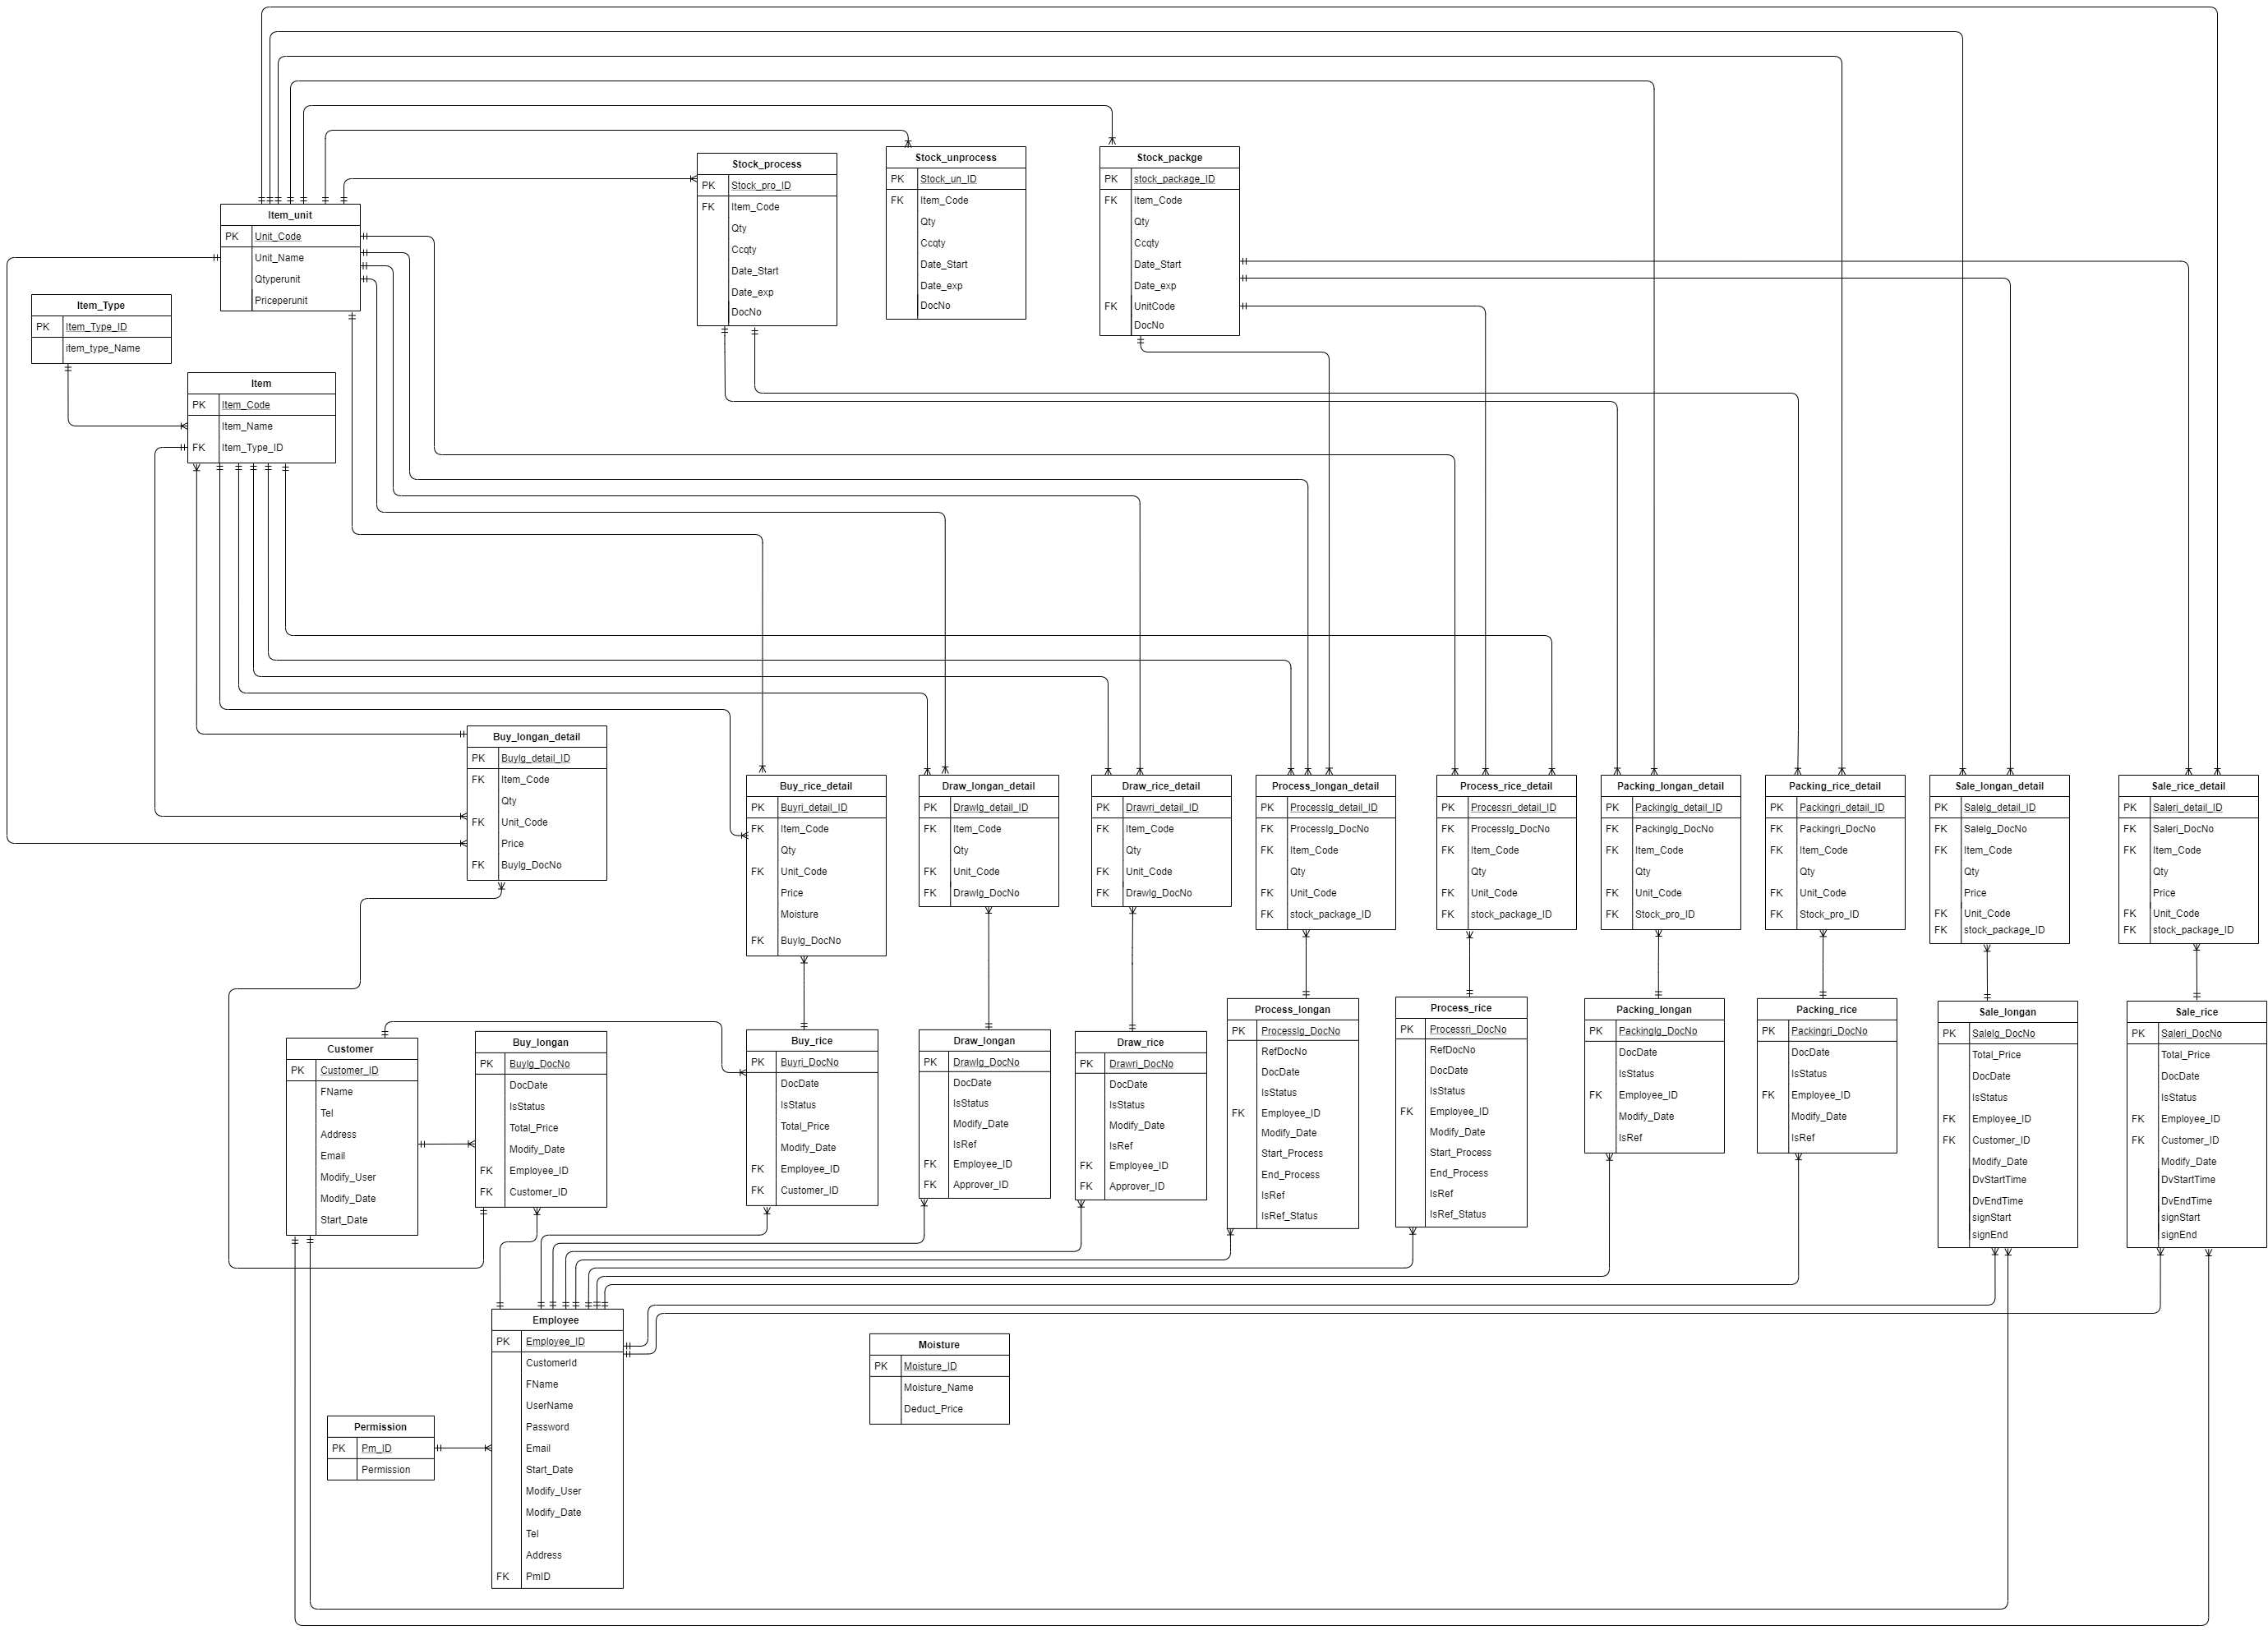 Stock_process
PK Stock_pro_ID
FK Item_Code
Qty
Ccqty
Date_Start
Date_exp
DocNo
Stock_unprocess
PK Stock_un_ID
FK Item_Code
Qty
Ccqty
Date_Start
Date_exp
DocNo
Stock_packge
PK stock_package_ID
FK Item_Code
Qty
Ccqty
Date_Start
Date_exp
FK UnitCode
DocNo
Item_unit
PK Unit_Code
Unit_Name
Qtyperunit
Priceperunit
Item_Type
PK Item_Type_ID
item_type_Name
Item
PK Item_Code
Item_Name
FK Item_Type_ID
Buy_longan_detail
PK Buylg_detail_ID
FK Item_Code
Qty
FK Unit_Code
Price
FK Buylg_DocNo
Buy_rice_detail
PK Buyri_detail_ID
FK Item_Code
Qty
FK Unit_Code
Price
Moisture
FK Buylg_DocNo
Draw_longan_detail
PK Drawlg_detail_ID
FK Item_Code
Qty
FK Unit_Code
FK Drawlg_DocNo
Draw_rice_detail
PK Drawri_detail_ID
FK Item_Code
Qty
FK Unit_Code
FK Drawlg_DocNo
Process_longan_detail
PK Processlg_detail_ID
FK Processlg_DocNo
FK Item_Code
Qty
FK Unit_Code
FK stock_package_ID
Process_rice_detail
PK Processri_detail_ID
FK Processlg_DocNo
FK Item_Code
Qty
FK Unit_Code
FK stock_package_ID
Packing_longan_detail
PK Packinglg_detail_ID
FK Packinglg_DocNo
FK Item_Code
Qty
FK Unit_Code
FK Stock_pro_ID
Packing_rice_detail
PK Packingri_detail_ID
FK Packingri_DocNo
FK Item_Code
Qty
FK Unit_Code
FK Stock_pro_ID
Sale_longan_detail
PK Salelg_detail_ID
FK Salelg_DocNo
FK Item_Code
Qty
Price
FK Unit_Code
FK stock_package_ID
Sale_rice_detail
PK Saleri_detail_ID
FK Saleri_DocNo
FK Item_Code
Qty
Price
FK Unit_Code
FK stock_package_ID
Customer
PK Customer_ID
FName
Tel
Address
Email
Modify_User
Modify_Date
Start_Date
Buy_longan
PK Buylg_DocNo
DocDate
IsStatus
Total_Price
Modify_Date
FK Employee_ID
FK Customer_ID
Buy_rice
PK Buyri_DocNo
DocDate
IsStatus
Total_Price
Modify_Date
FK Employee_ID
FK Customer_ID
Draw_longan
PK Drawlg_DocNo
DocDate
IsStatus
Modify_Date
IsRef
FK Employee_ID
FK Approver_ID
Draw_rice
PK Drawri_DocNo
DocDate
IsStatus
Modify_Date
IsRef
FK Employee_ID
FK Approver_ID
Process_longan
PK Processlg_DocNo
RefDocNo
DocDate
IsStatus
FK Employee_ID
Modify_Date
Start_Process
End_Process
IsRef
IsRef_Status
Process_rice
PK Processri_DocNo
RefDocNo
DocDate
IsStatus
FK Employee_ID
Modify_Date
Start_Process
End_Process
IsRef
IsRef_Status
Packing_longan
PK Packinglg_DocNo
DocDate
IsStatus
FK Employee_ID
Modify_Date
IsRef
Packing_rice
PK Packingri_DocNo
DocDate
IsStatus
FK Employee_ID
Modify_Date
IsRef
Sale_longan
PK Salelg_DocNo
Total_Price
DocDate
IsStatus
FK Employee_ID
FK Customer_ID
Modify_Date
DvStartTime
DvEndTime
signStart
signEnd
Sale_rice
PK Saleri_DocNo
Total_Price
DocDate
IsStatus
FK Employee_ID
FK Customer_ID
Modify_Date
DvStartTime
DvEndTime
signStart
signEnd
Employee
PK Employee_ID
CustomerId
FName
UserName
Password
Email
Start_Date
Modify_User
Modify_Date
Tel
Address
FK PmID
Moisture
PK Moisture_ID
Moisture_Name
Deduct_Price
Permission
PK Pm_ID
Permission